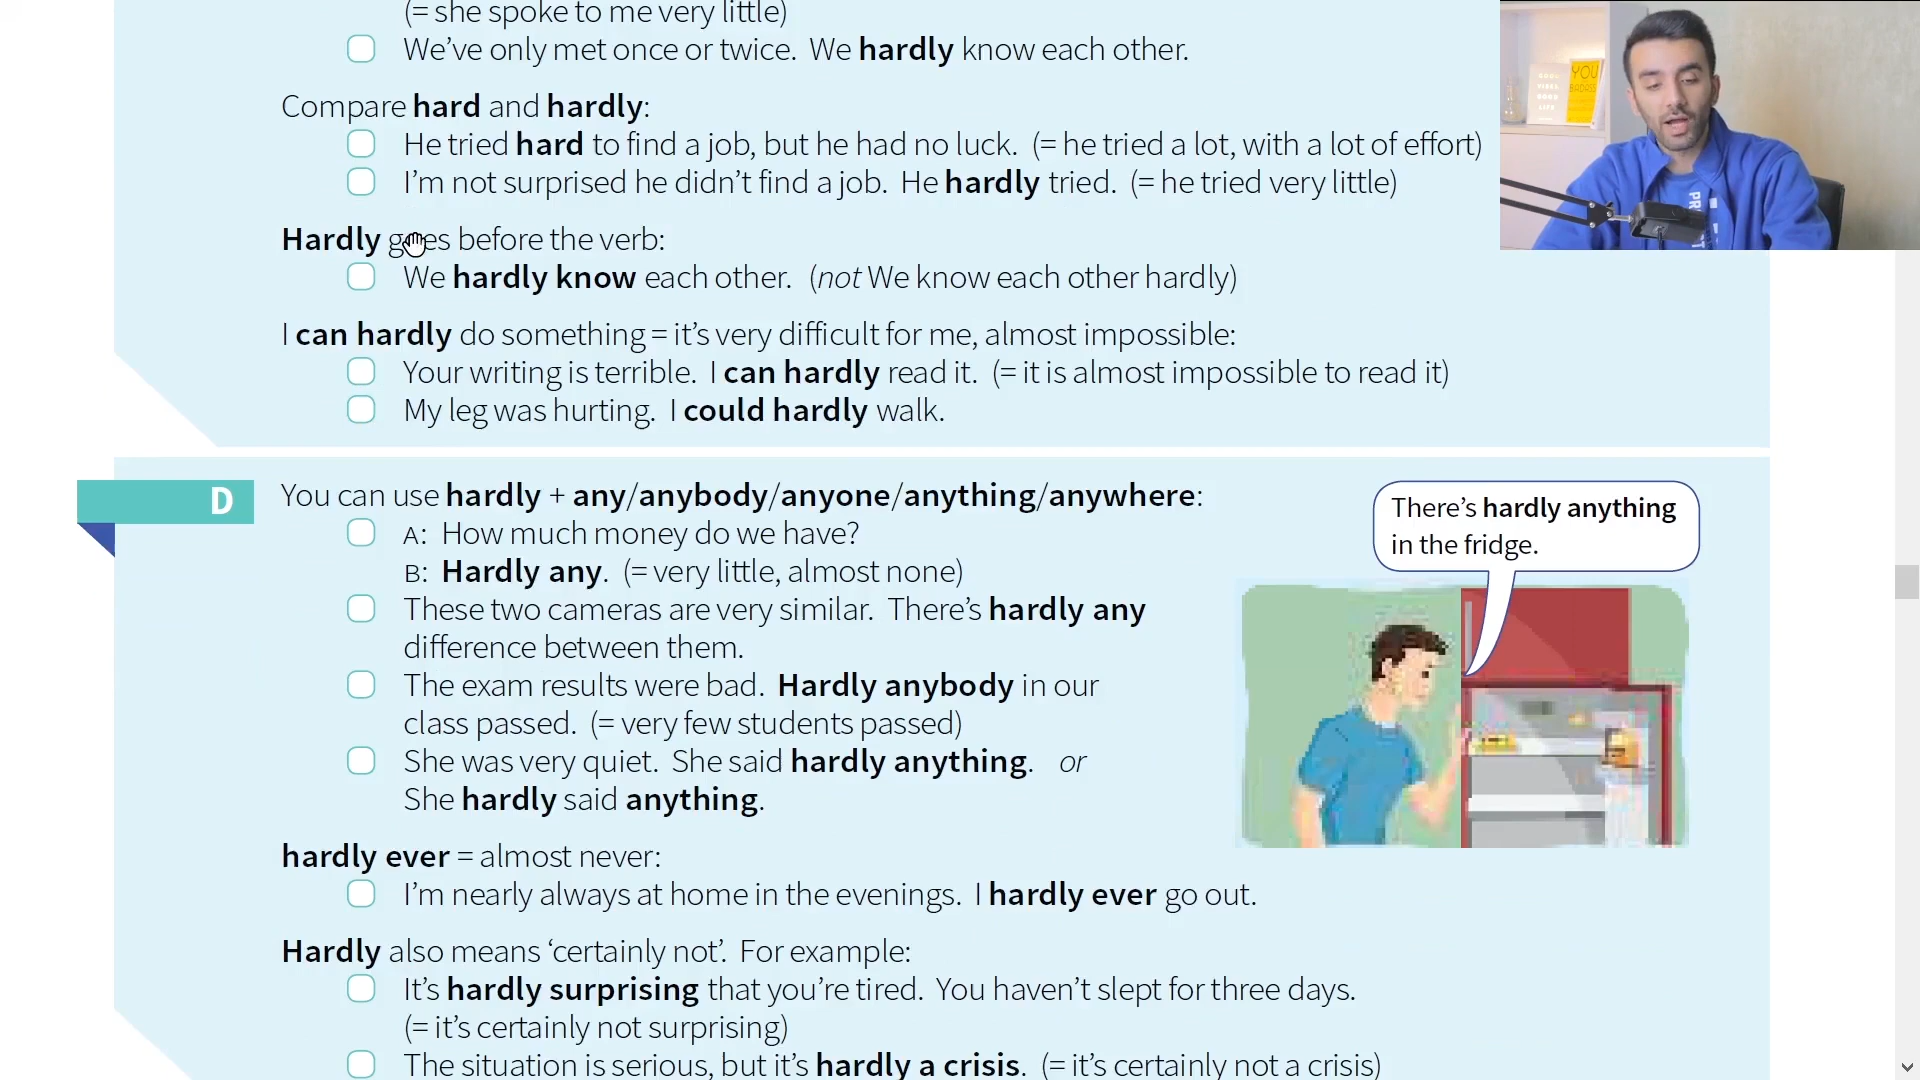 (= she spoke to me very little)
We’ve only met once or twice. We hardly know each other.
Compare hard and hardly:
He tried hard to find a job, but he had no luck. (= he tried a lot, with a lot of effort)
I’m not surprised he didn’t find a job. He hardly tried. (= he tried very little)
Hardly goes before the verb:
We hardly know each other. (not We know each other hardly)
I can hardly do something = it’s very difficult for me, almost impossible:
Your writing is terrible. I can hardly read it. (= it is almost impossible to read it)
My leg was hurting. I could hardly walk.
D
You can use hardly + any/anybody/anyone/anything/anywhere:
A: How much money do we have?
B: Hardly any. (= very little, almost none)
These two cameras are very similar. There’s hardly any
difference between them.
The exam results were bad. Hardly anybody in our
class passed. (= very few students passed)
She was very quiet. She said hardly anything. or
She hardly said anything.
There’s hardly anything
in the fridge.
hardly ever = almost never:
I’m nearly always at home in the evenings. I hardly ever go out.
Hardly also means ‘certainly not’. For example:
It’s hardly surprising that you’re tired. You haven’t slept for three days.
(= it’s certainly not surprising)
The situation is serious, but it’s hardly a crisis. (= it’s certainly not a crisis)
GOOD
VIBES
GOOD
LIFE
YOU
BADASS